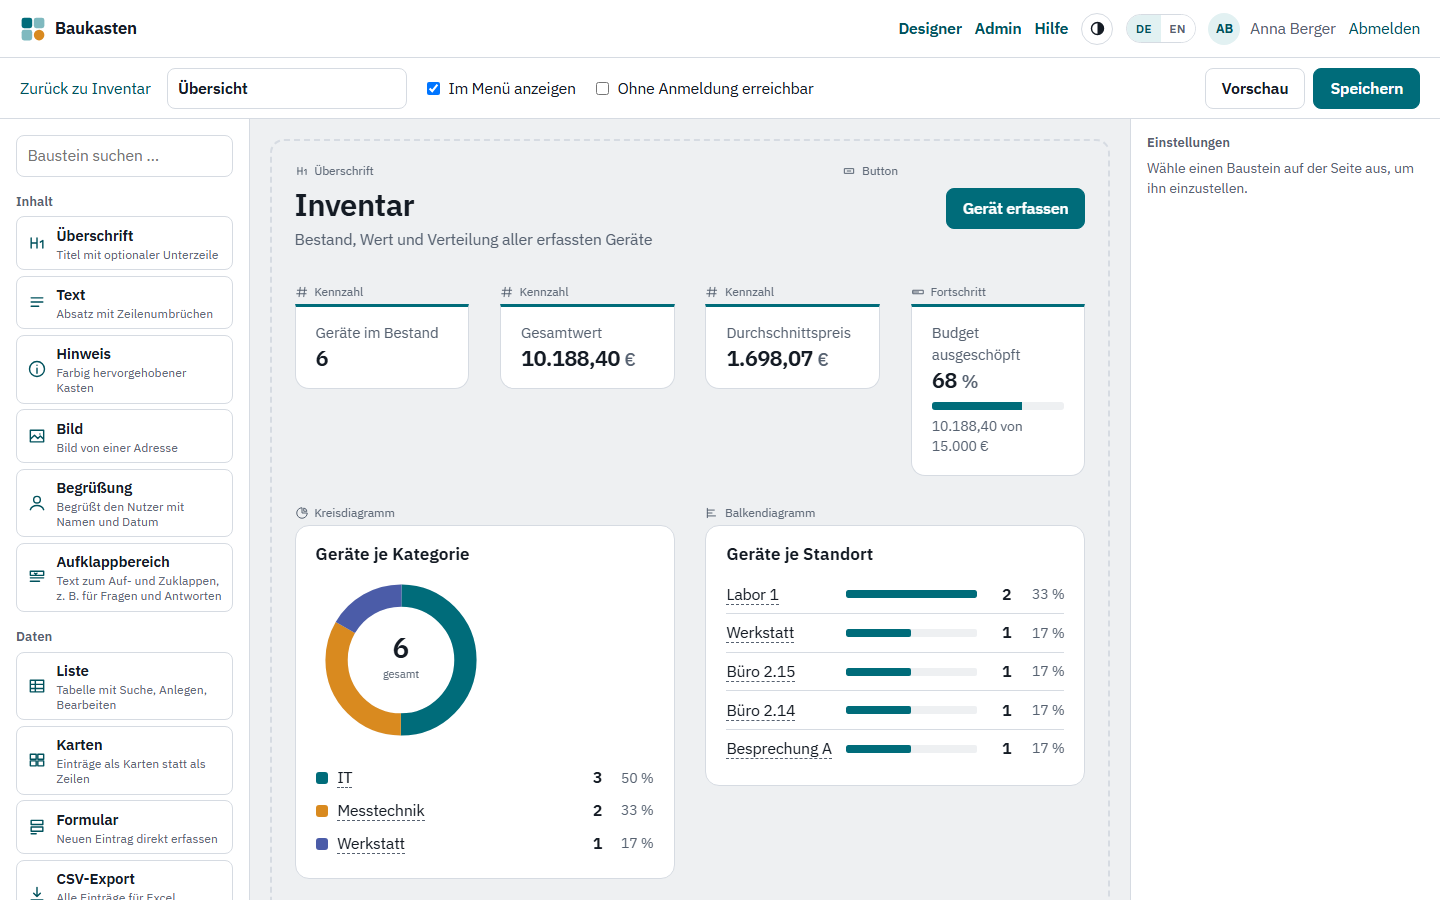 Baukasten
Designer Admin Hilfe DE EN AB Anna Berger Abmelden
Zurück zu Inventar Übersicht Im Menü anzeigen Ohne Anmeldung erreichbar Vorschau Speichern
Baustein suchen ...
Inhalt
H1 Überschrift
Titel mit optionaler Unterzeile
Text
Absatz mit Zeilenumbrüchen
Hinweis
Farbig hervorgehobener
Kasten
Bild
Bild von einer Adresse
Begrüßung
Begrüßt den Nutzer mit
Namen und Datum
Aufklappbereich
Text zum Auf- und Zuklappen,
z. B. für Fragen und Antworten
Daten
Liste
Tabelle mit Suche, Anlegen,
Bearbeiten
Karten
Einträge als Karten statt als
Zeilen
Formular
Neuen Eintrag direkt erfassen
CSV-Export
Alle Einträge für Excel
H1 Überschrift
Inventar
Bestand, Wert und Verteilung aller erfassten Geräte
Button
Gerät erfassen
# Kennzahl
Geräte im Bestand
6
# Kennzahl
Gesamtwert
10.188,40 €
# Kennzahl
Durchschnittspreis
1.698,07 €
Fortschritt
Budget
ausgeschöpft
68 %
10.188,40 von
15.000 €
Kreisdiagramm
Geräte je Kategorie
6
gesamt
IT 3 50 %
Messtechnik 2 33 %
Werkstatt 1 17 %
Balkendiagramm
Geräte je Standort
Labor 1 2 33 %
Werkstatt 1 17 %
Büro 2.15 1 17 %
Büro 2.14 1 17 %
Besprechung A 1 17 %
Einstellungen
Wähle einen Baustein auf der Seite aus, um
ihn einzustellen.